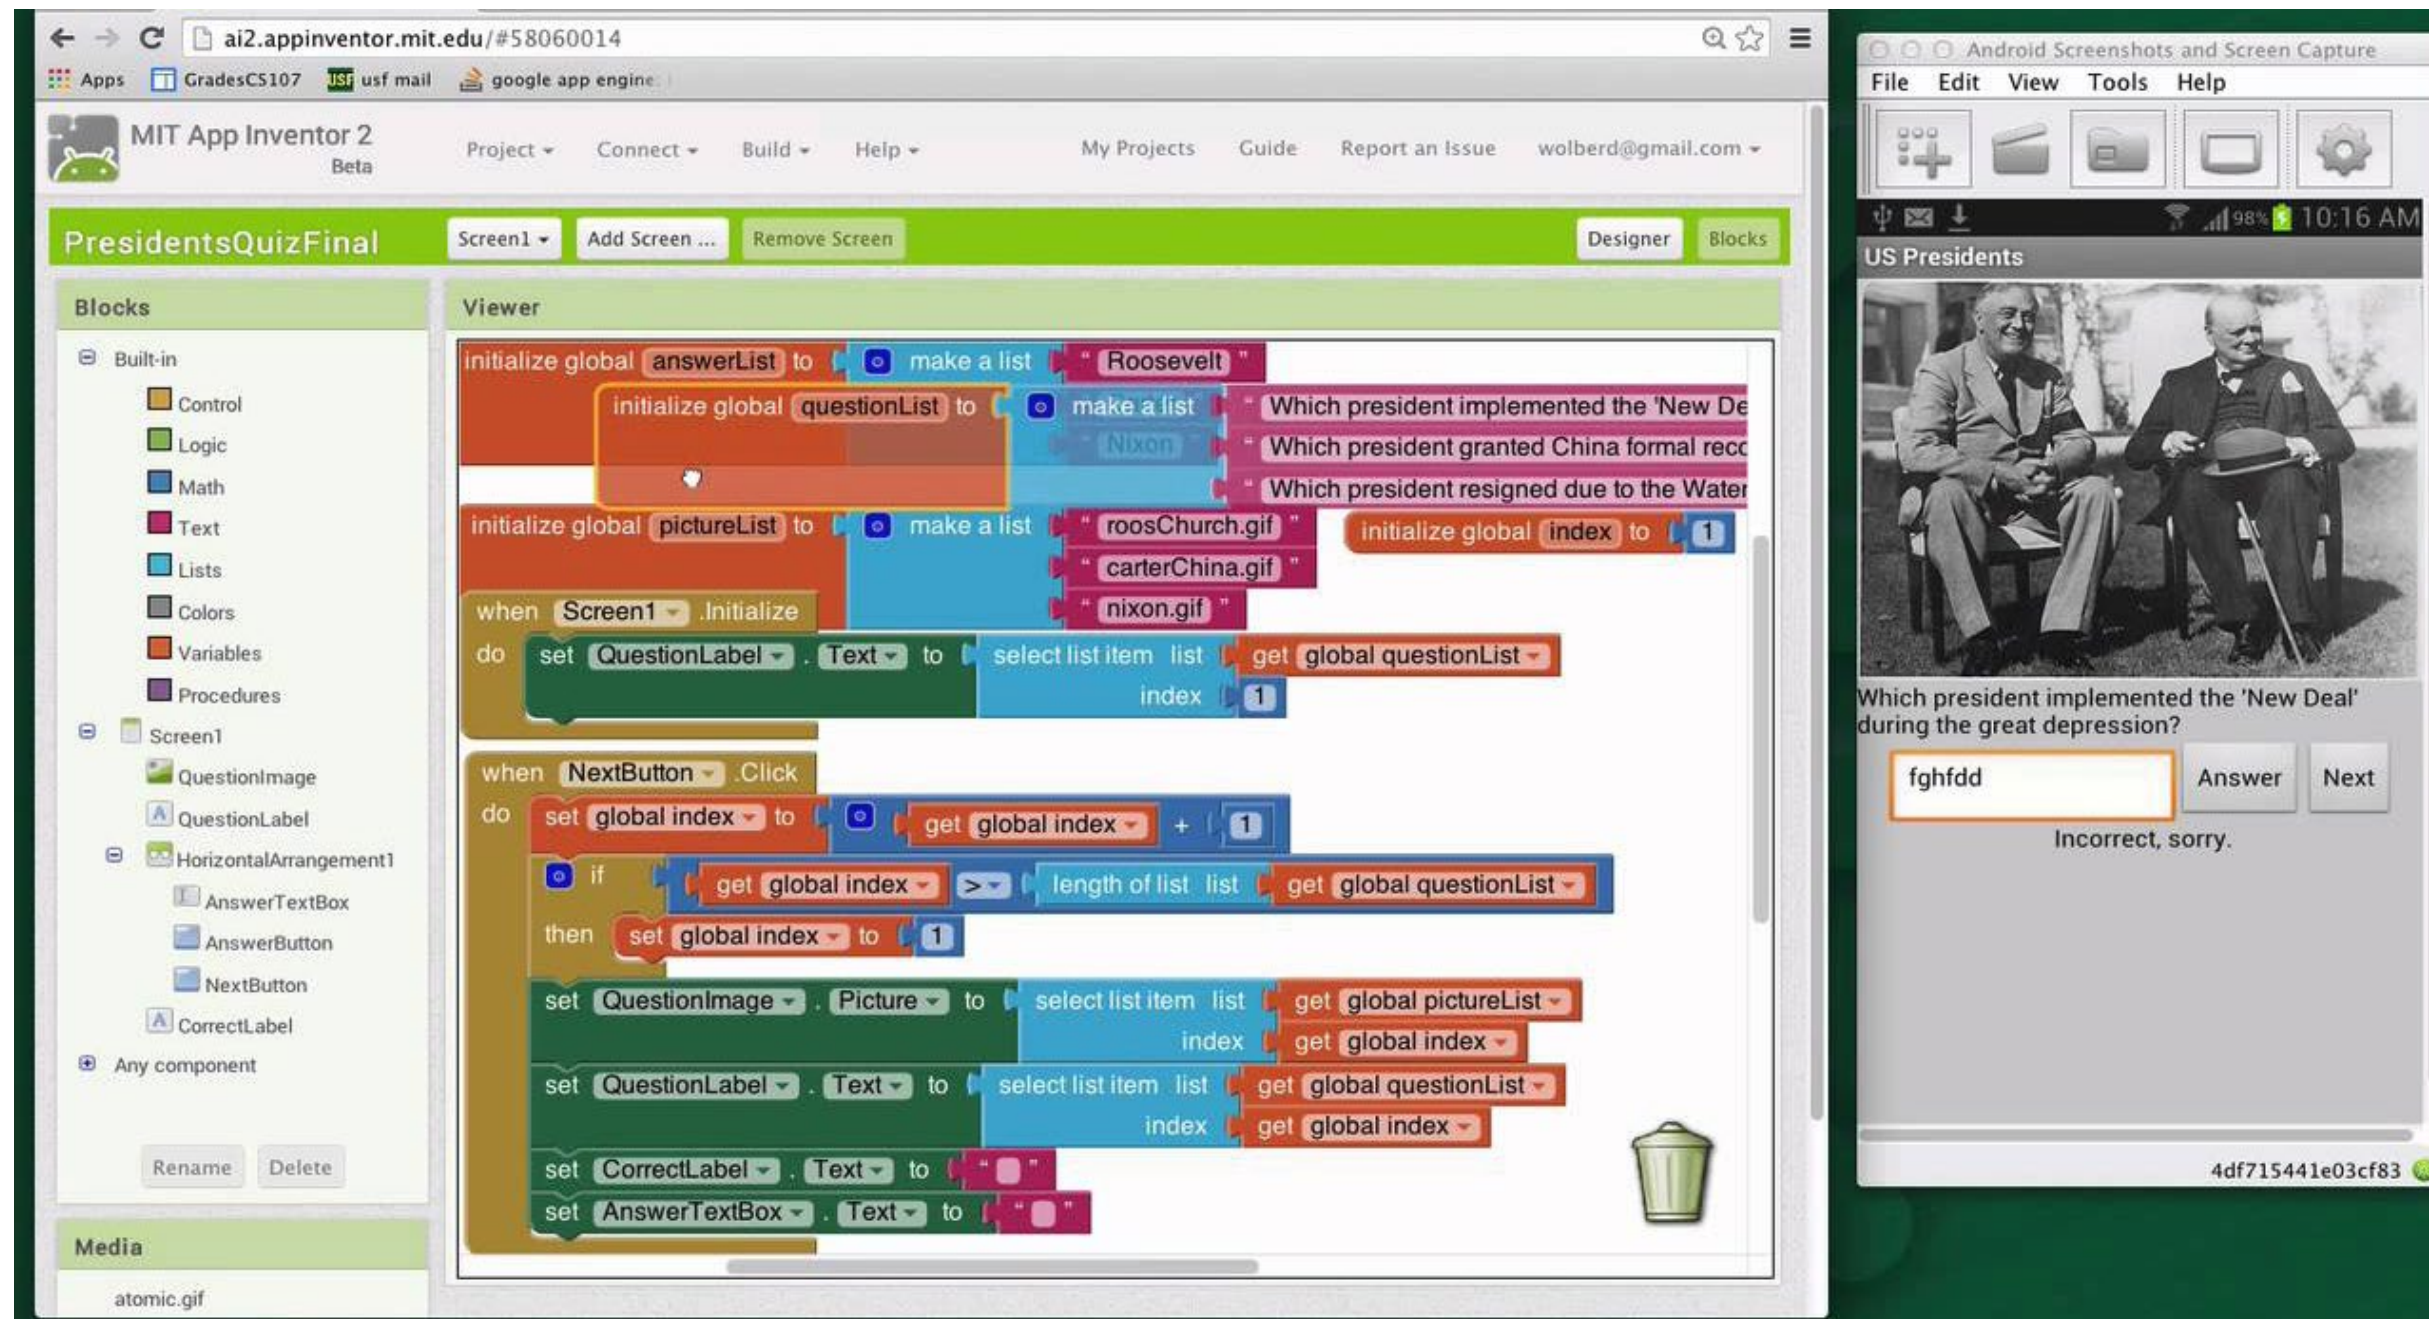 ai2.appinventor.mit.edu/#58060014
Apps GradesCS107 USF usf mail google app engine:
MIT App Inventor 2
Beta
Project Connect Build Help My Projects Guide Report an Issue wolberd@gmail.com
PresidentsQuizFinal Screen1 Add Screen ... Remove Screen Designer Blocks
Blocks
Built-in
Control
Logic
Math
Text
Lists
Colors
Variables
Procedures
Screen1
QuestionImage
QuestionLabel
HorizontalArrangement1
AnswerTextBox
AnswerButton
NextButton
CorrectLabel
Any component
Rename Delete
Media
atomic.gif
Viewer
initialize global answerList to make a list " Roosevelt "
initialize global questionList to make a list " Which president implemented the 'New De
" Nixon " " Which president granted China formal reco
" Which president resigned due to the Water
initialize global pictureList to make a list " roosChurch.gif " initialize global index to 1
" carterChina.gif "
" nixon.gif "
when Screen1 .Initialize
do set QuestionLabel . Text to select list item list get global questionList
index 1
when NextButton .Click
do set global index to get global index + 1
if get global index > length of list list get global questionList
then set global index to 1
set QuestionImage . Picture to select list item list get global pictureList
index get global index
set QuestionLabel . Text to select list item list get global questionList
index get global index
set CorrectLabel . Text to " "
set AnswerTextBox . Text to " "
Android Screenshots and Screen Capture
File Edit View Tools Help
98% 10:16 AM
US Presidents
Which president implemented the 'New Deal'
during the great depression?
fghfdd Answer Next
Incorrect, sorry.
4df715441e03cf83